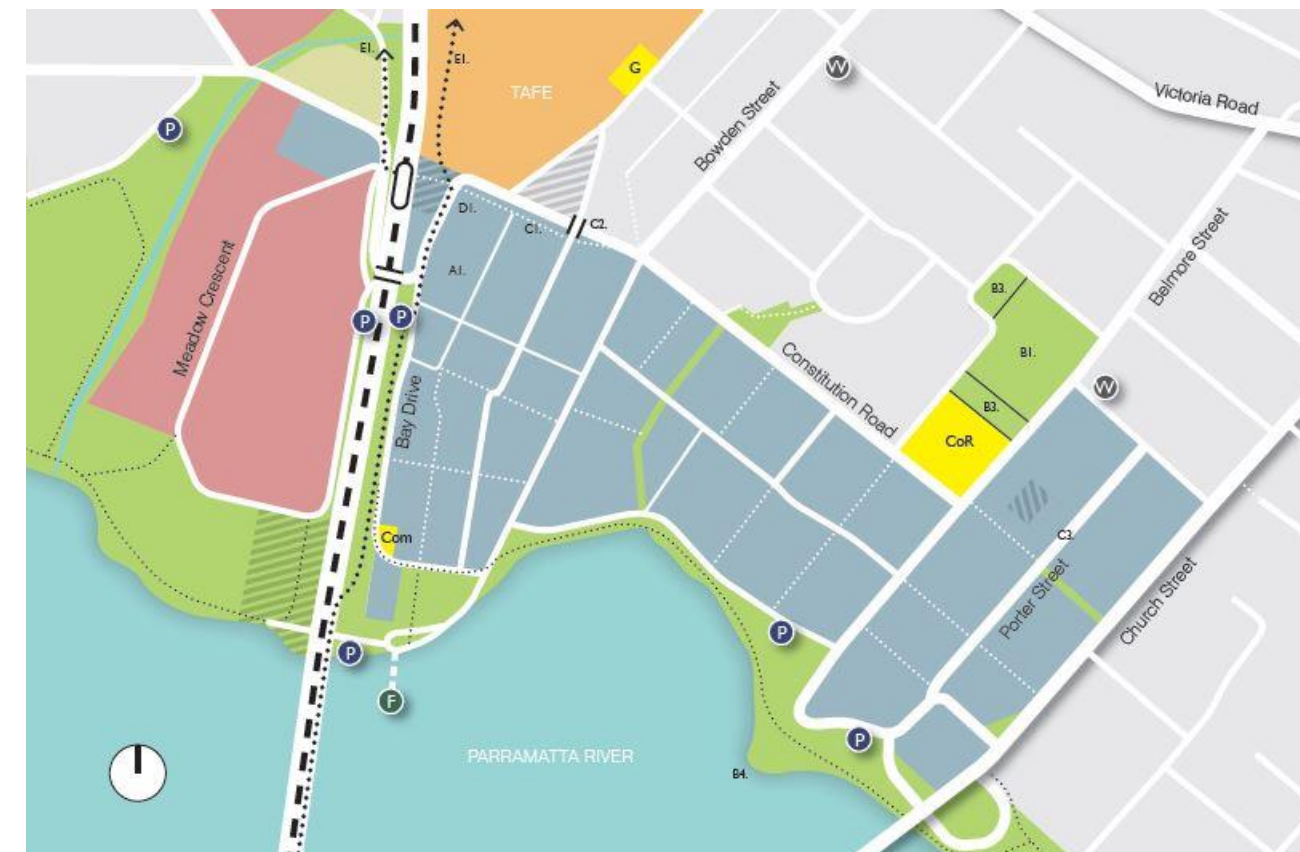 E1.
E1.
G
W
TAFE
Victoria Road
Bowden Street
P
D1.
C1.
C2.
Belmore Street
A1.
Meadow Crescent
B3.
P
P
B1.
Constitution Road
W
Bay Drive
B3.
CoR
Com
C3.
Porter Street
Church Street
P
P
F
P
PARRAMATTA RIVER
B4.